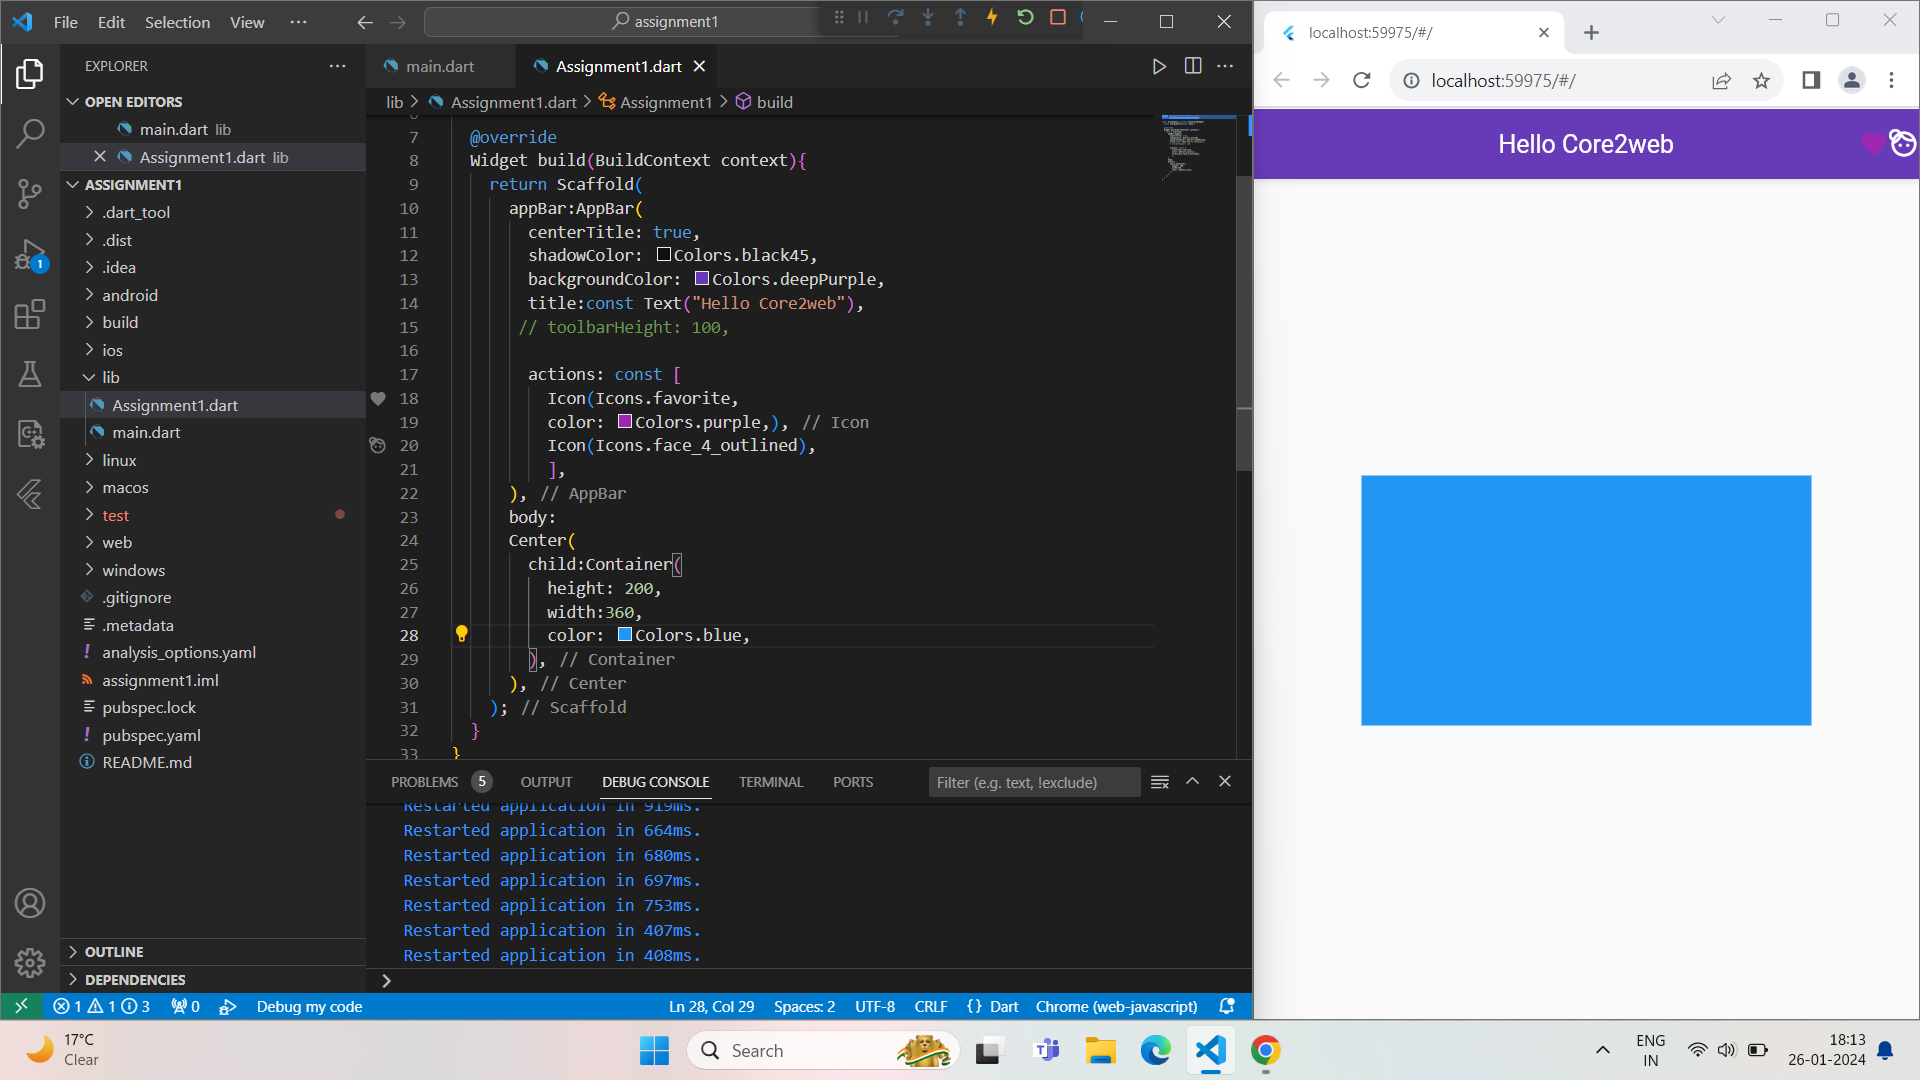 File Edit Selection View ··· assignment1
EXPLORER
OPEN EDITORS
main.dart lib
Assignment1.dart lib
ASSIGNMENT1
.dart_tool
.dist
.idea
android
build
ios
lib
Assignment1.dart
main.dart
linux
macos
test
web
windows
.gitignore
.metadata
analysis_options.yaml
assignment1.iml
pubspec.lock
pubspec.yaml
README.md
OUTLINE
DEPENDENCIES
main.dart Assignment1.dart
lib > Assignment1.dart > Assignment1 > build
7 @override
8 Widget build(BuildContext context){
9 return Scaffold(
10 appBar:AppBar(
11 centerTitle: true,
12 shadowColor: Colors.black45,
13 backgroundColor: Colors.deepPurple,
14 title:const Text("Hello Core2web"),
15 // toolbarHeight: 100,
16
17 actions: const [
18 Icon(Icons.favorite,
19 color: Colors.purple,), // Icon
20 Icon(Icons.face_4_outlined),
21 ],
22 ), // AppBar
23 body:
24 Center(
25 child:Container(
26 height: 200,
27 width:360,
28 color: Colors.blue,
29 ), // Container
30 ), // Center
31 ); // Scaffold
32 }
33 }
PROBLEMS 5 OUTPUT DEBUG CONSOLE TERMINAL PORTS Filter (e.g. text, !exclude)
Restarted application in 919ms.
Restarted application in 664ms.
Restarted application in 680ms.
Restarted application in 697ms.
Restarted application in 753ms.
Restarted application in 407ms.
Restarted application in 408ms.
1 1 3 0 Debug my code Ln 28, Col 29 Spaces: 2 UTF-8 CRLF {} Dart Chrome (web-javascript)
localhost:59975/#/
localhost:59975/#/
Hello Core2web
1
17°C
Clear
Search
ENG
IN
18:13
26-01-2024